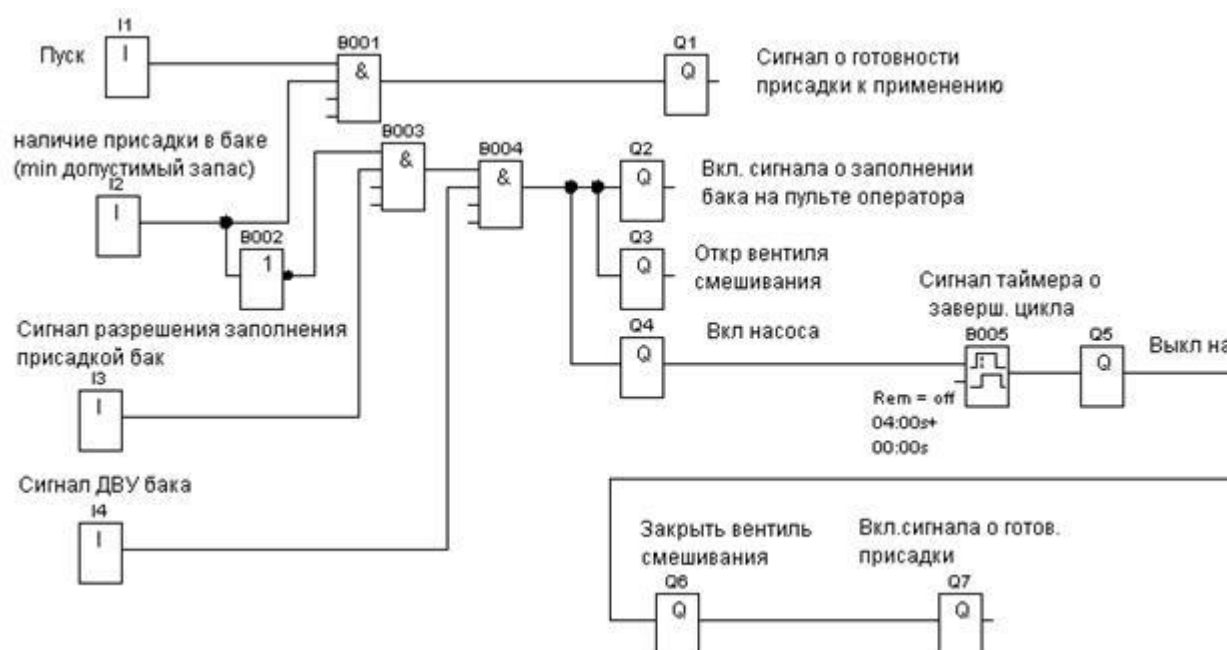 I1
Пуск
I
B001
&
Q1
Q
Сигнал о готовности
присадки к применению
наличие присадки в баке
(min допустимый запас)
I2
I
B002
1
B003
&
B004
&
Q2
Q
Вкл. сигнала о заполнении
бака на пульте оператора
Q3
Q
Откр вентиля
смешивания
Q4
Q
Вкл насоса
Сигнал таймера о
заверш. цикла
B005
Rem = off
04:00s+
00:00s
Q5
Q
Выкл на
Сигнал разрешения заполнения
присадкой бак
I3
I
Сигнал ДВУ бака
I4
I
Закрыть вентиль
смешивания
Q6
Q
Вкл.сигнала о готов.
присадки
Q7
Q